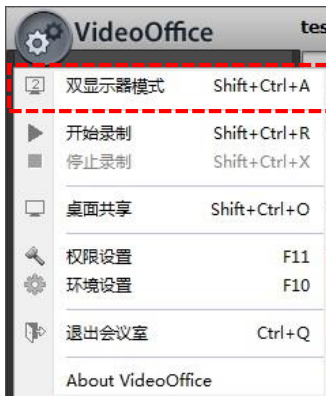 VideoOffice tes
2 双显示器模式 Shift+Ctrl+A
开始录制 Shift+Ctrl+R
停止录制 Shift+Ctrl+X
桌面共享 Shift+Ctrl+O
权限设置 F11
环境设置 F10
退出会议室 Ctrl+Q
About VideoOffice